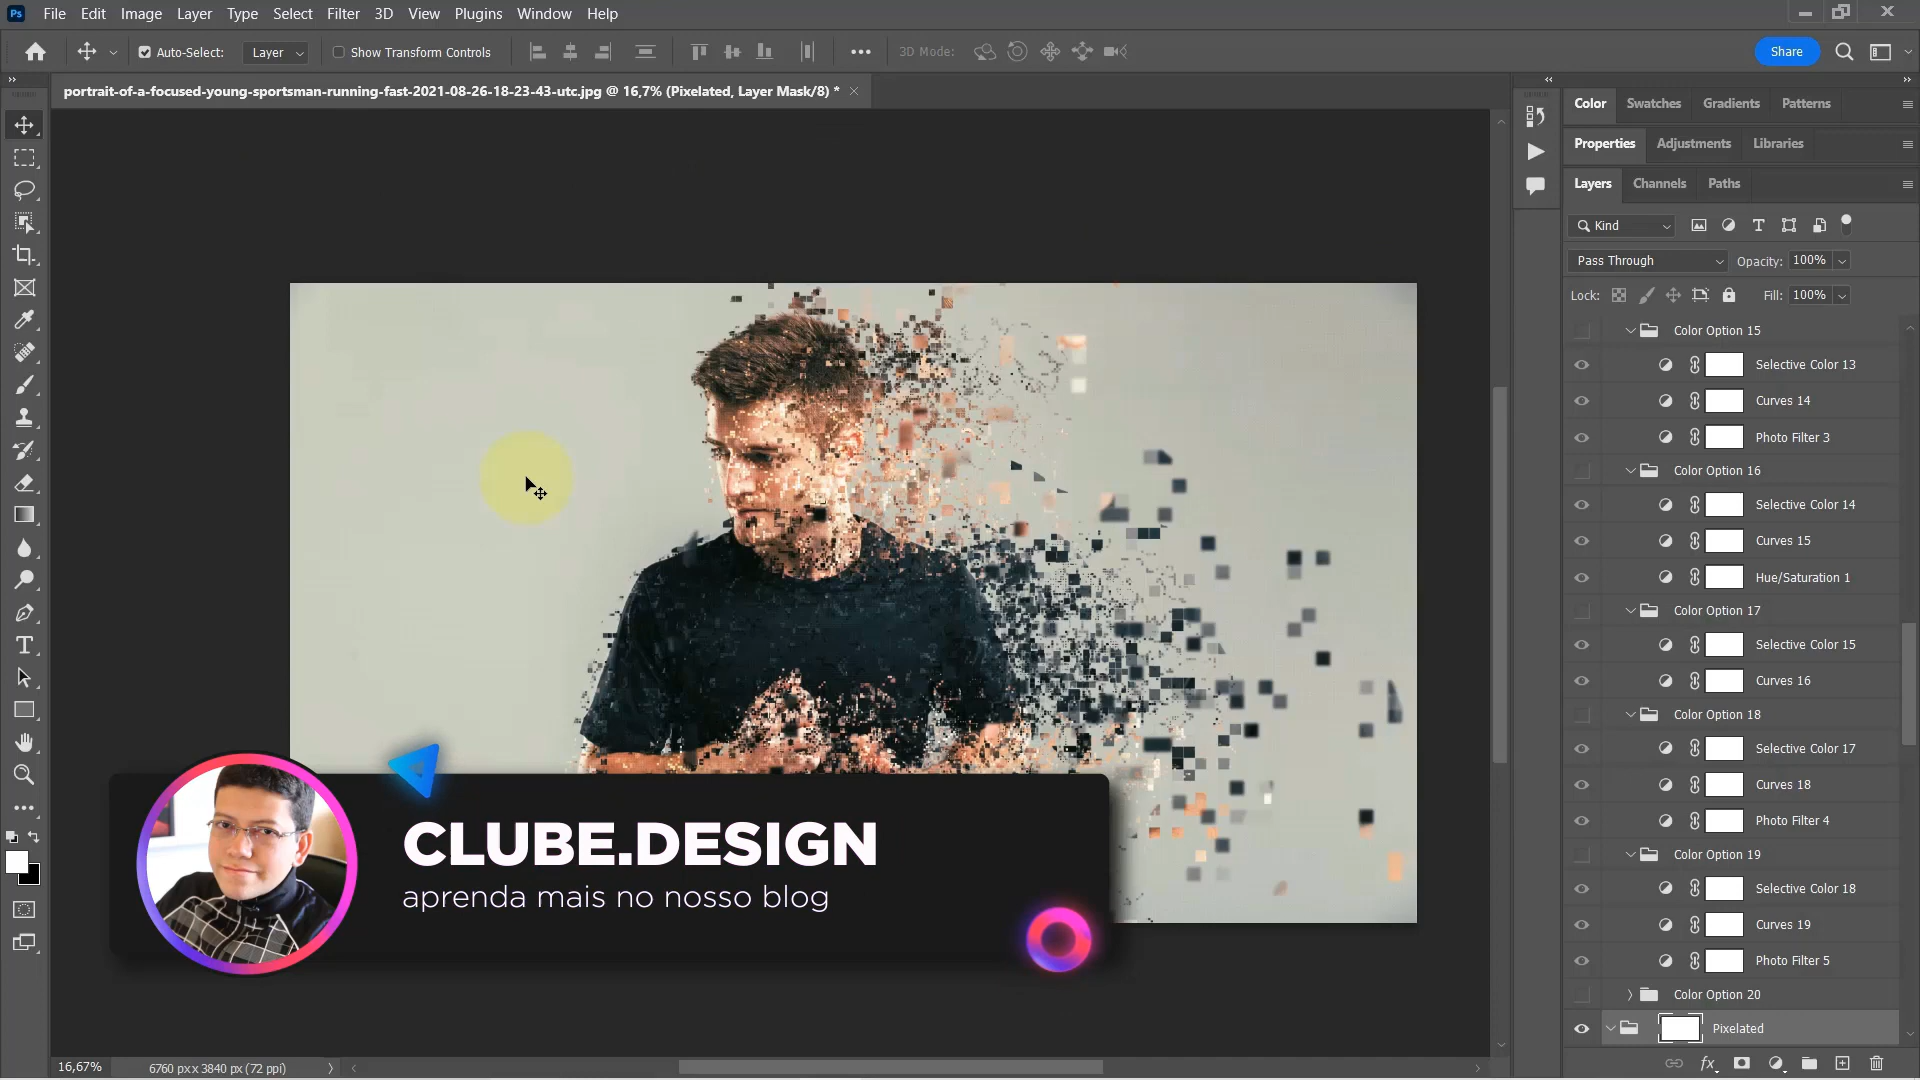 Ps File Edit Image Layer Type Select Filter 3D View Plugins Window Help
Auto-Select: Layer Show Transform Controls 3D Mode: Share
portrait-of-a-focused-young-sportsman-running-fast-2021-08-26-18-23-43-utc.jpg @ 16,7% (Pixelated, Layer Mask/8) *
Color Swatches Gradients Patterns
Properties Adjustments Libraries
Layers Channels Paths
Kind
Pass Through Opacity: 100%
Lock: Fill: 100%
Color Option 15
Selective Color 13
Curves 14
Photo Filter 3
Color Option 16
Selective Color 14
Curves 15
Hue/Saturation 1
Color Option 17
Selective Color 15
Curves 16
Color Option 18
Selective Color 17
Curves 18
Photo Filter 4
Color Option 19
Selective Color 18
Curves 19
Photo Filter 5
Color Option 20
Pixelated
CLUBE.DESIGN
aprenda mais no nosso blog
16,67% 6760 px x 3840 px (72 ppi)